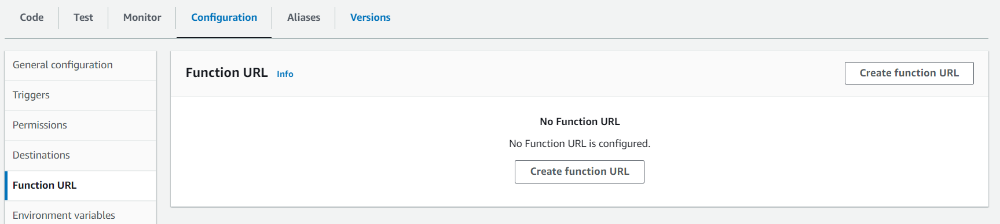 Code Test Monitor Configuration Aliases Versions
General configuration
Triggers
Permissions
Destinations
Function URL
Environment variables
Function URL Info
Create function URL
No Function URL
No Function URL is configured.
Create function URL